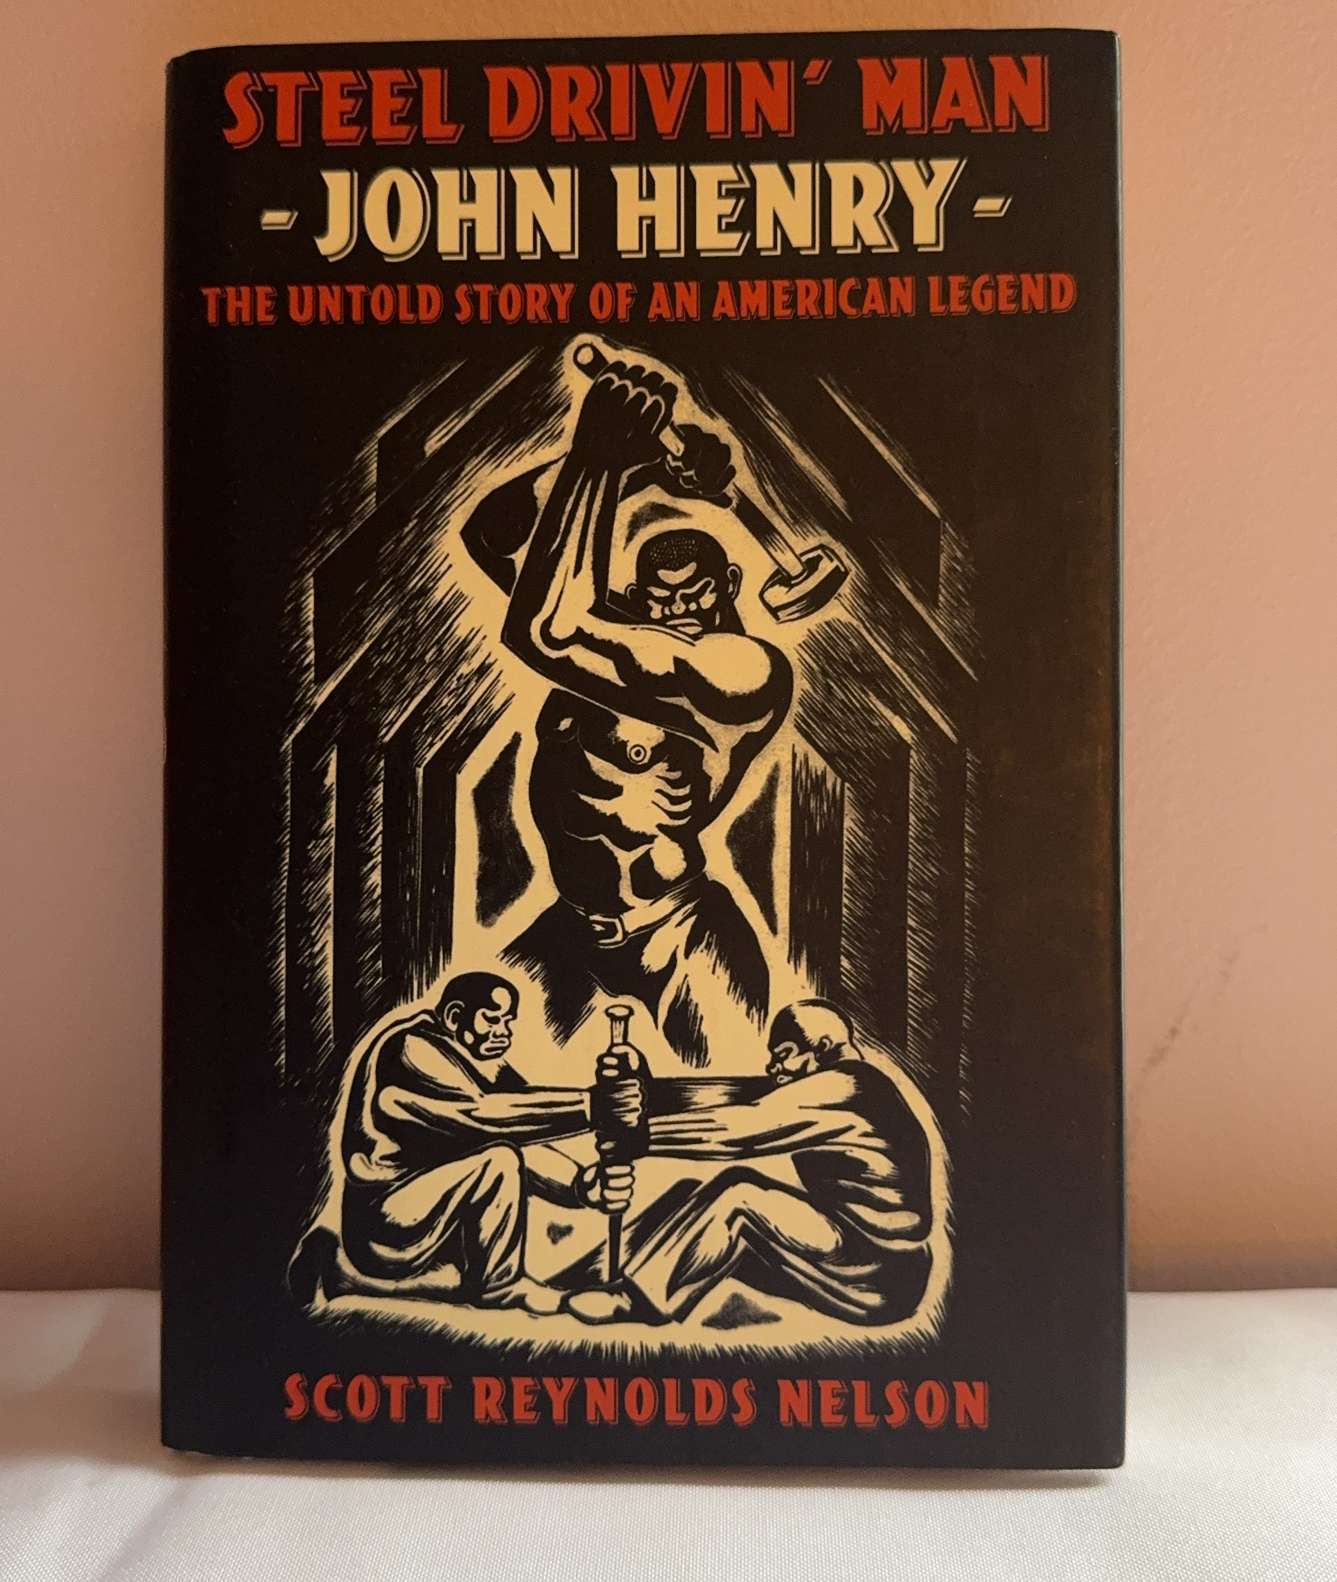 STEEL DRIVIN' MAN
- JOHN HENRY -
THE UNTOLD STORY OF AN AMERICAN LEGEND
SCOTT REYNOLDS NELSON